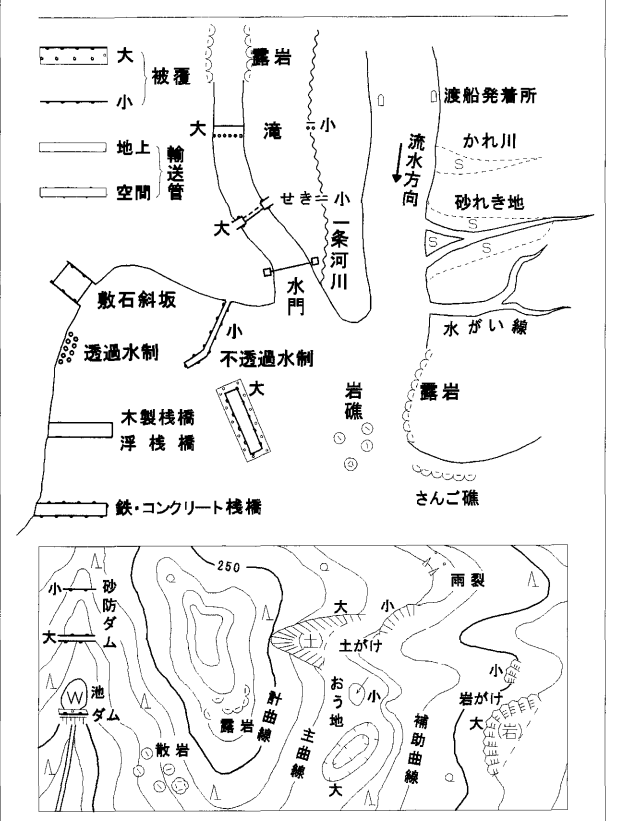 大
被覆
小
地上
輸送管
空間
露岩
大
滝
小
せき
小
大
一条河川
水門
流水方向
渡船発着所
かれ川
S
砂れき地
S
S
水がい線
敷石斜坂
透過水制
小
不透過水制
大
木製桟橋
浮桟橋
鉄・コンクリート桟橋
岩礁
露岩
さんご礁
小
砂防ダム
大
池
W
ダム
250
露岩
散岩
計曲線
主曲線
大
小
土
土がけ
雨裂
おう地
小
大
補助曲線
小
岩がけ
大
岩